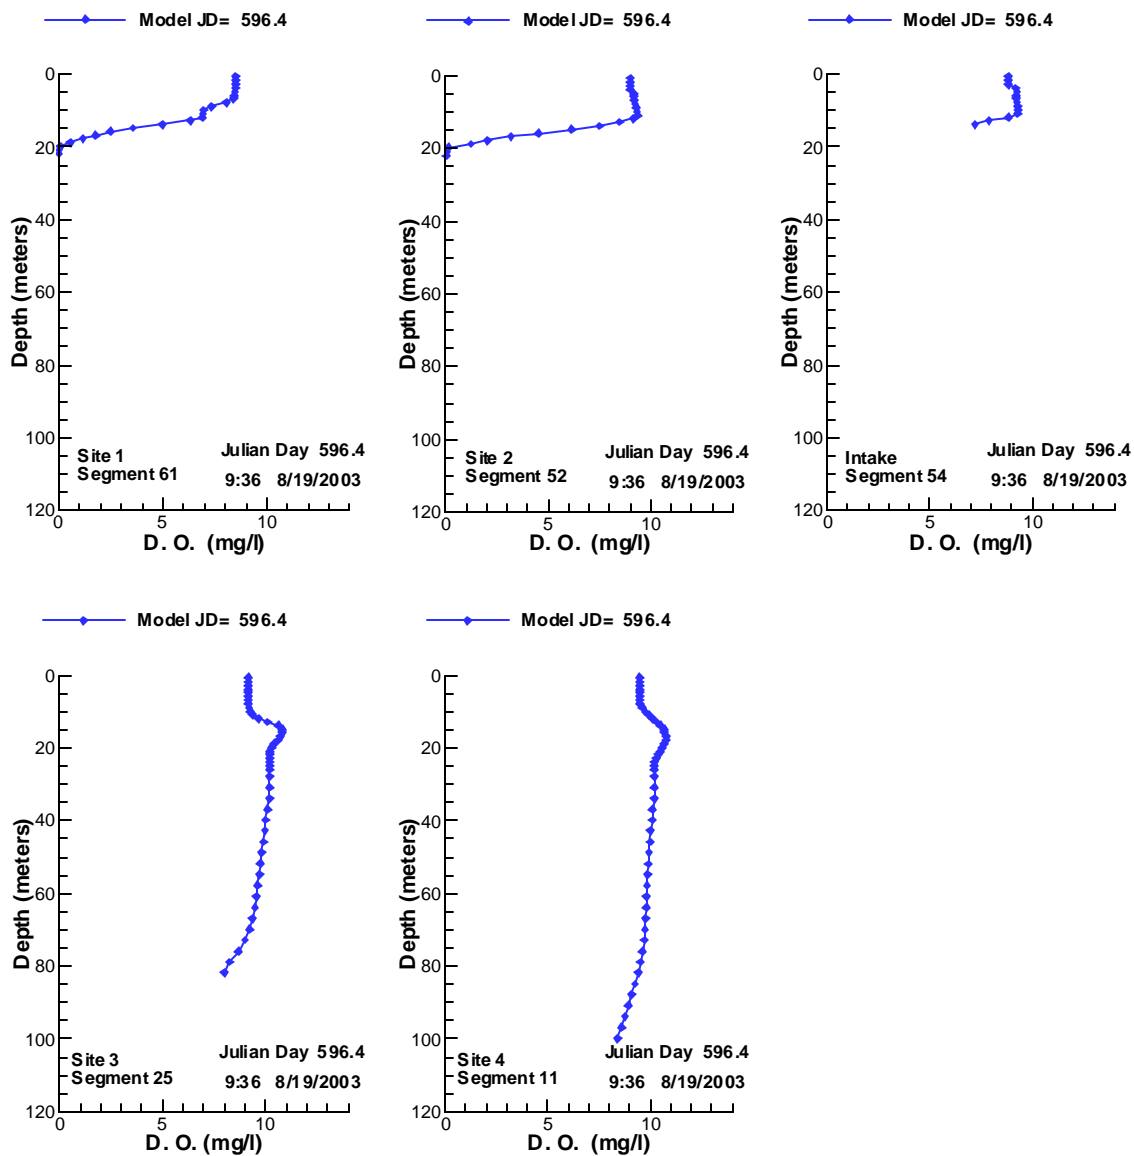 Model JD= 596.4
0
20
40
60
80
100
120
Depth (meters)
Site 1
Segment 61
Julian Day 596.4
9:36 8/19/2003
0 5 10
D. O. (mg/l)
Model JD= 596.4
0
20
40
60
80
100
120
Depth (meters)
Site 2
Segment 52
Julian Day 596.4
9:36 8/19/2003
0 5 10
D. O. (mg/l)
Model JD= 596.4
0
20
40
60
80
100
120
Depth (meters)
Intake
Segment 54
Julian Day 596.4
9:36 8/19/2003
0 5 10
D. O. (mg/l)
Model JD= 596.4
0
20
40
60
80
100
120
Depth (meters)
Site 3
Segment 25
Julian Day 596.4
9:36 8/19/2003
0 5 10
D. O. (mg/l)
Model JD= 596.4
0
20
40
60
80
100
120
Depth (meters)
Site 4
Segment 11
Julian Day 596.4
9:36 8/19/2003
0 5 10
D. O. (mg/l)